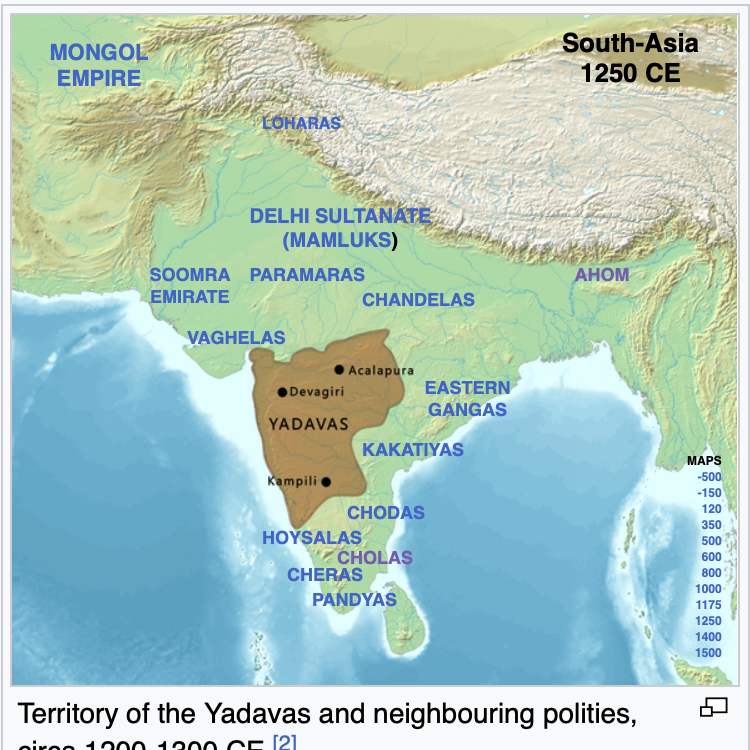 MONGOL
EMPIRE
South-Asia
1250 CE
LOHARAS
DELHI SULTANATE
(MAMLUKS)
SOOMRA
EMIRATE
PARAMARAS
AHOM
CHANDELAS
VAGHELAS
Acalapura
Devagiri
EASTERN
GANGAS
YADAVAS
KAKATIYAS
Kampili
CHODAS
HOYSALAS
CHOLAS
CHERAS
PANDYAS
MAPS
-500
-150
120
350
500
600
800
1000
1175
1250
1400
1500
Territory of the Yadavas and neighbouring polities,
circa 1200-1300 CE.[2]